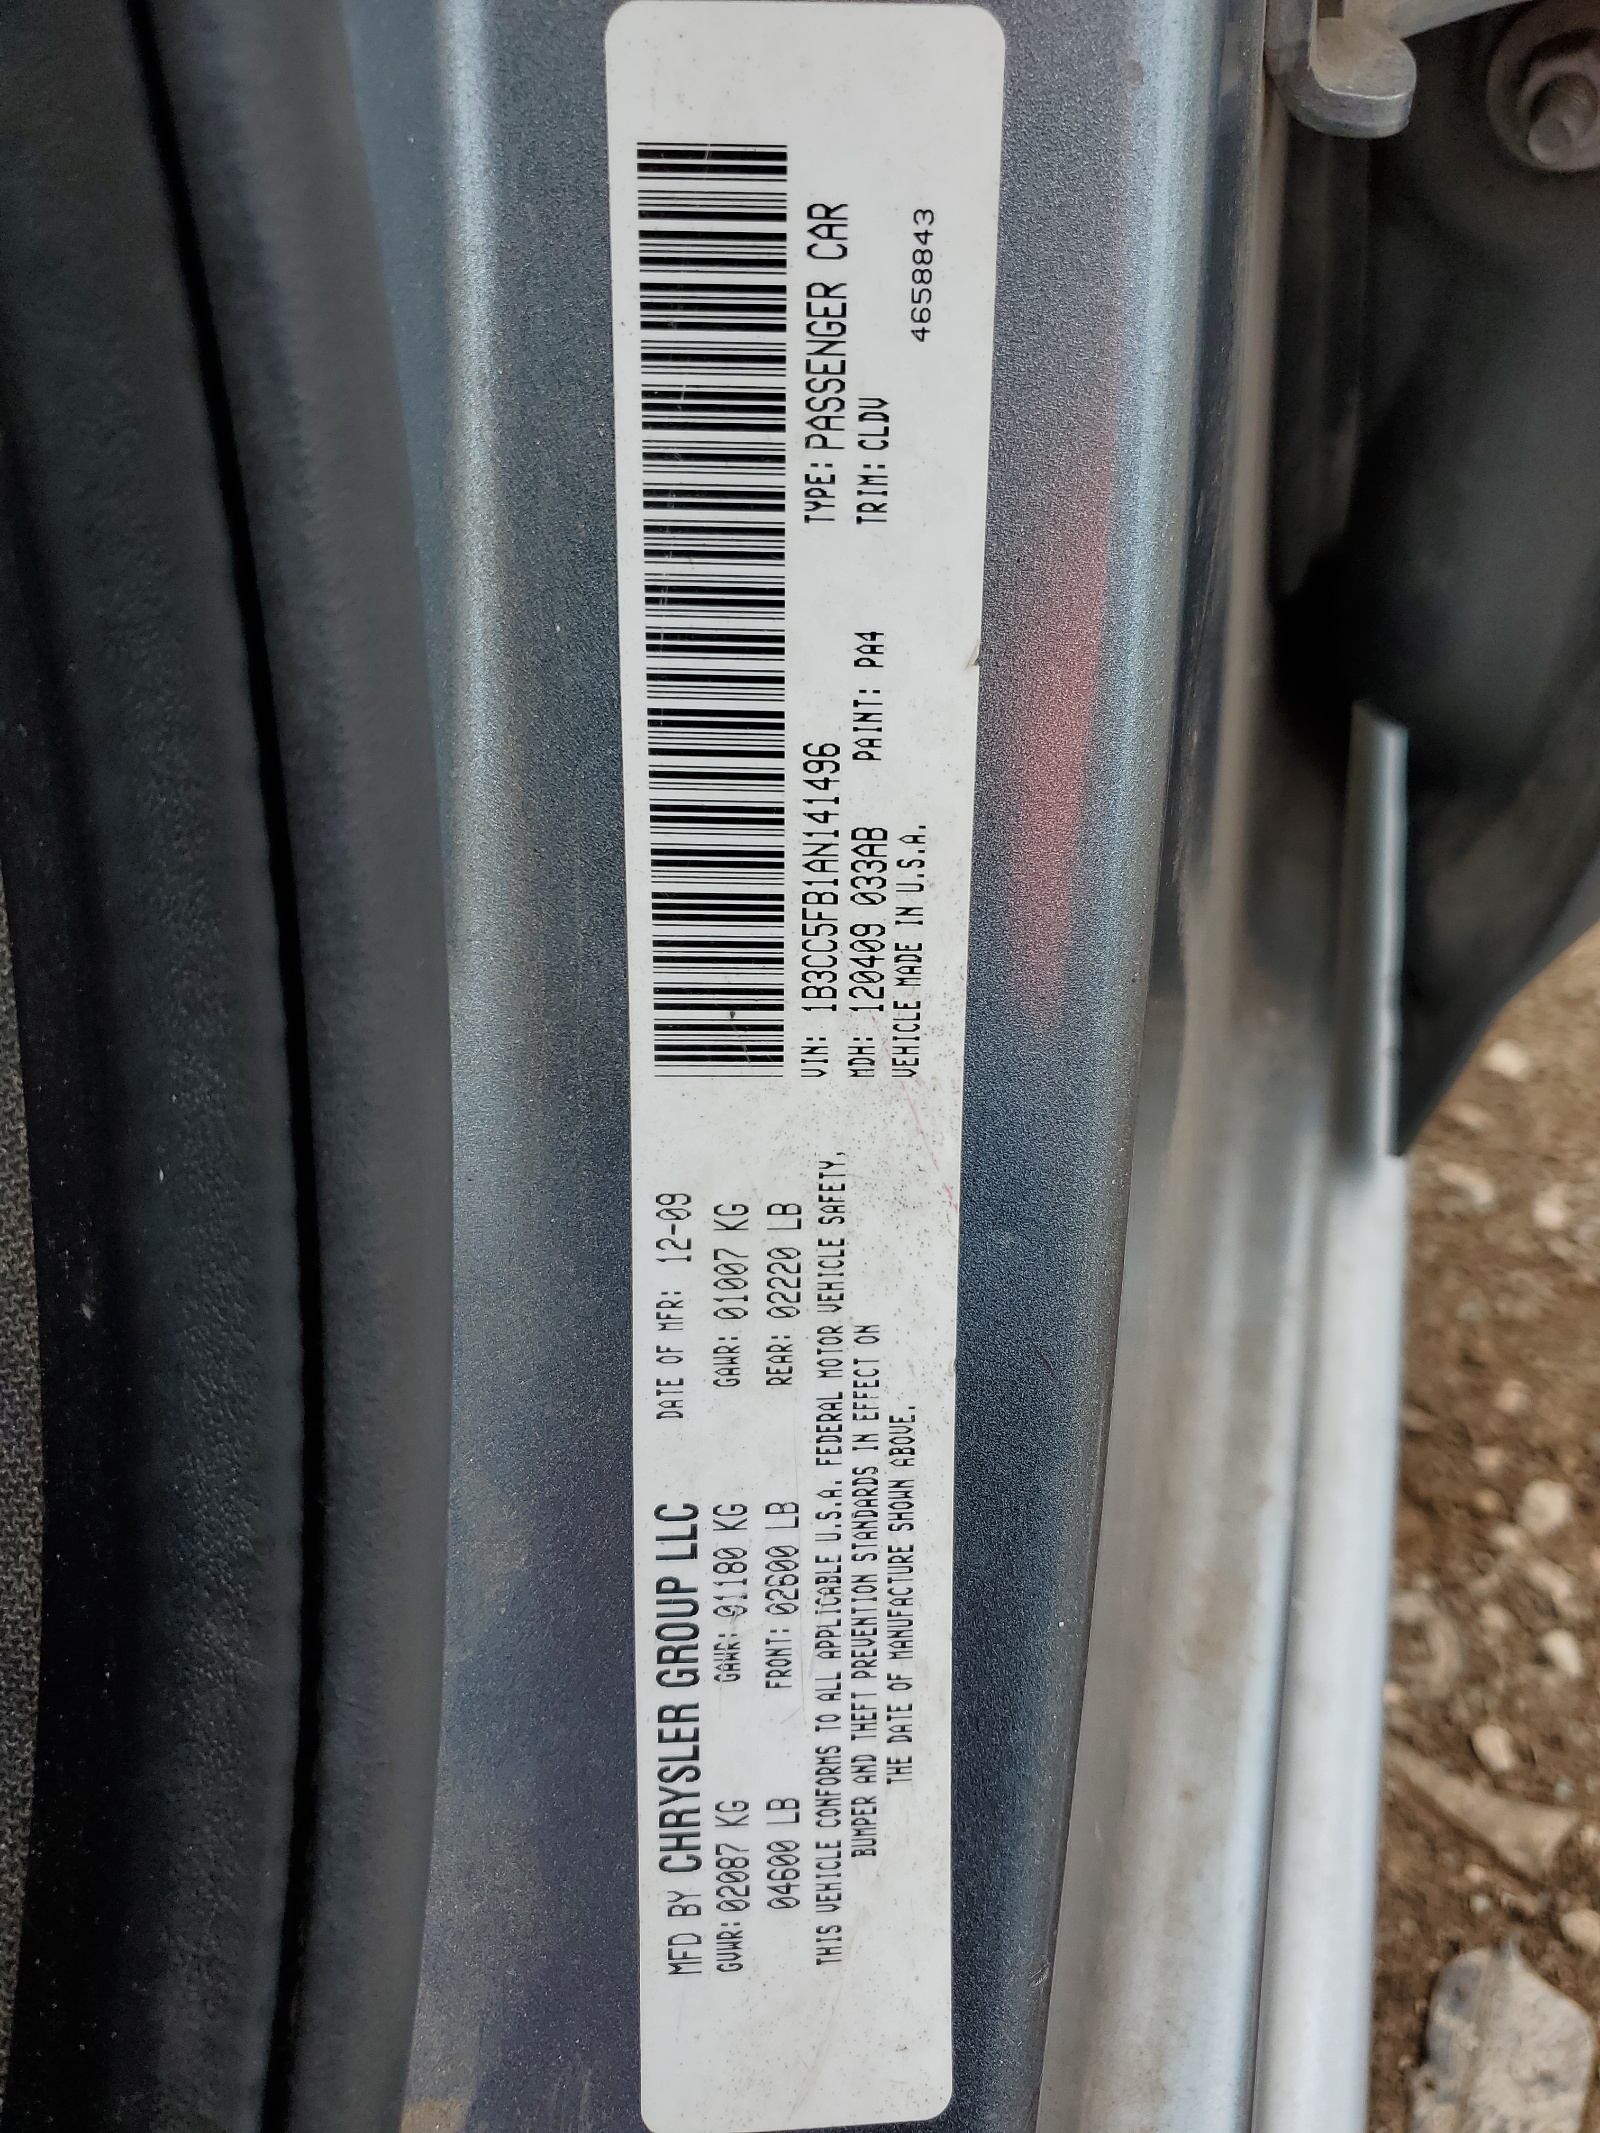 MFD BY CHRYSLER GROUP LLC DATE OF MFR: 12-09
GVWR: 02087 KG GAWR: 01180 KG GAWR: 01007 KG
04600 LB FRONT: 02600 LB REAR: 02220 LB
THIS VEHICLE CONFORMS TO ALL APPLICABLE U.S.A. FEDERAL MOTOR VEHICLE SAFETY,
BUMPER AND THEFT PREVENTION STANDARDS IN EFFECT ON
THE DATE OF MANUFACTURE SHOWN ABOVE.
VIN: 1B3CC5FB1AN141496 TYPE: PASSENGER CAR
MDH: 120409 033AB PAINT: PA4 TRIM: CLDV
VEHICLE MADE IN U.S.A. 4658843